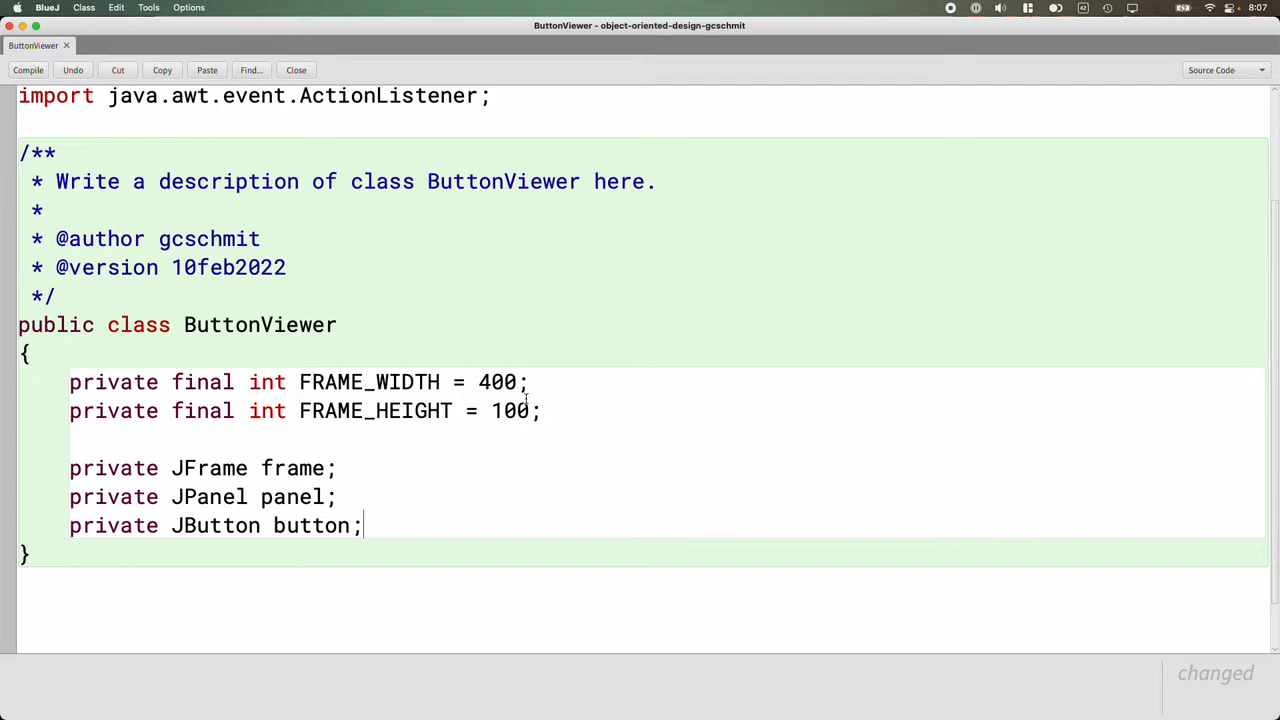 BlueJ Class Edit Tools Options 42 8:07
ButtonViewer - object-oriented-design-gcschmit
ButtonViewer ×
Compile Undo Cut Copy Paste Find... Close Source Code
import java.awt.event.ActionListener;
/**
* Write a description of class ButtonViewer here.
*
* @author gcschmit
* @version 10feb2022
*/
public class ButtonViewer
{
private final int FRAME_WIDTH = 400;
private final int FRAME_HEIGHT = 100;
private JFrame frame;
private JPanel panel;
private JButton button;
}
changed